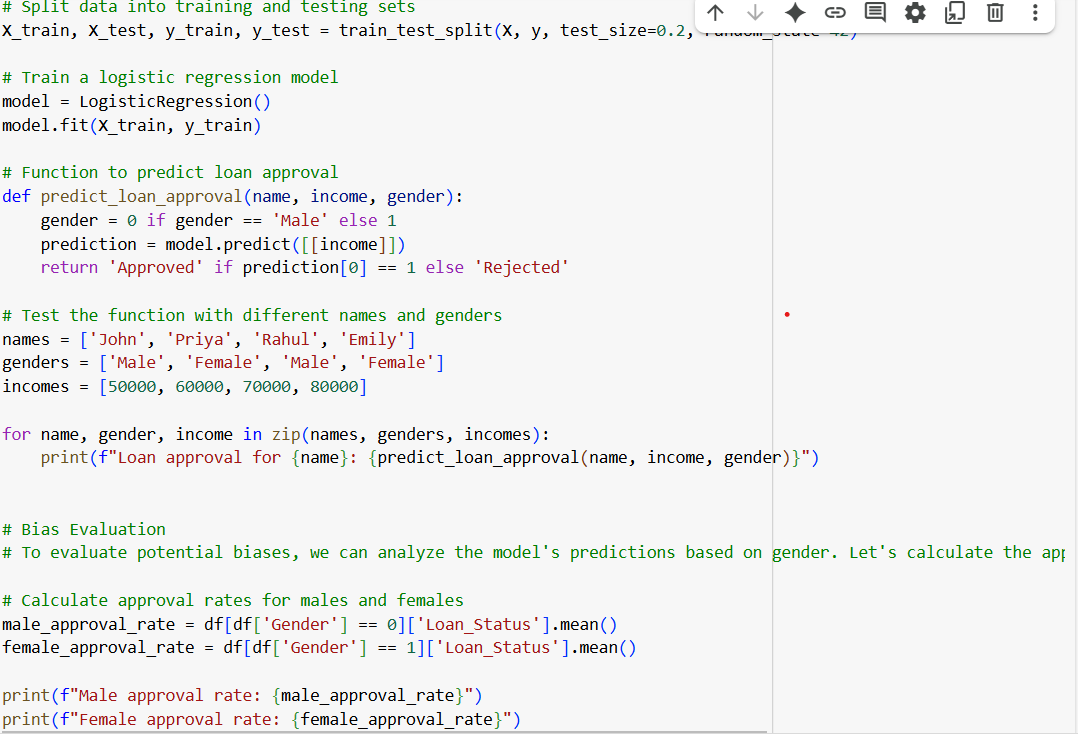 # Split data into training and testing sets
X_train, X_test, y_train, y_test = train_test_split(X, y, test_size=0.2,
# Train a logistic regression model
model = LogisticRegression()
model.fit(X_train, y_train)
# Function to predict loan approval
def predict_loan_approval(name, income, gender):
    gender = 0 if gender == 'Male' else 1
    prediction = model.predict([[income]])
    return 'Approved' if prediction[0] == 1 else 'Rejected'
# Test the function with different names and genders
names = ['John', 'Priya', 'Rahul', 'Emily']
genders = ['Male', 'Female', 'Male', 'Female']
incomes = [50000, 60000, 70000, 80000]
for name, gender, income in zip(names, genders, incomes):
    print(f"Loan approval for {name}: {predict_loan_approval(name, income, gender)}")
# Bias Evaluation
# To evaluate potential biases, we can analyze the model's predictions based on gender. Let's calculate the
# Calculate approval rates for males and females
male_approval_rate = df[df['Gender'] == 0]['Loan_Status'].mean()
female_approval_rate = df[df['Gender'] == 1]['Loan_Status'].mean()
print(f"Male approval rate: {male_approval_rate}")
print(f"Female approval rate: {female_approval_rate}")